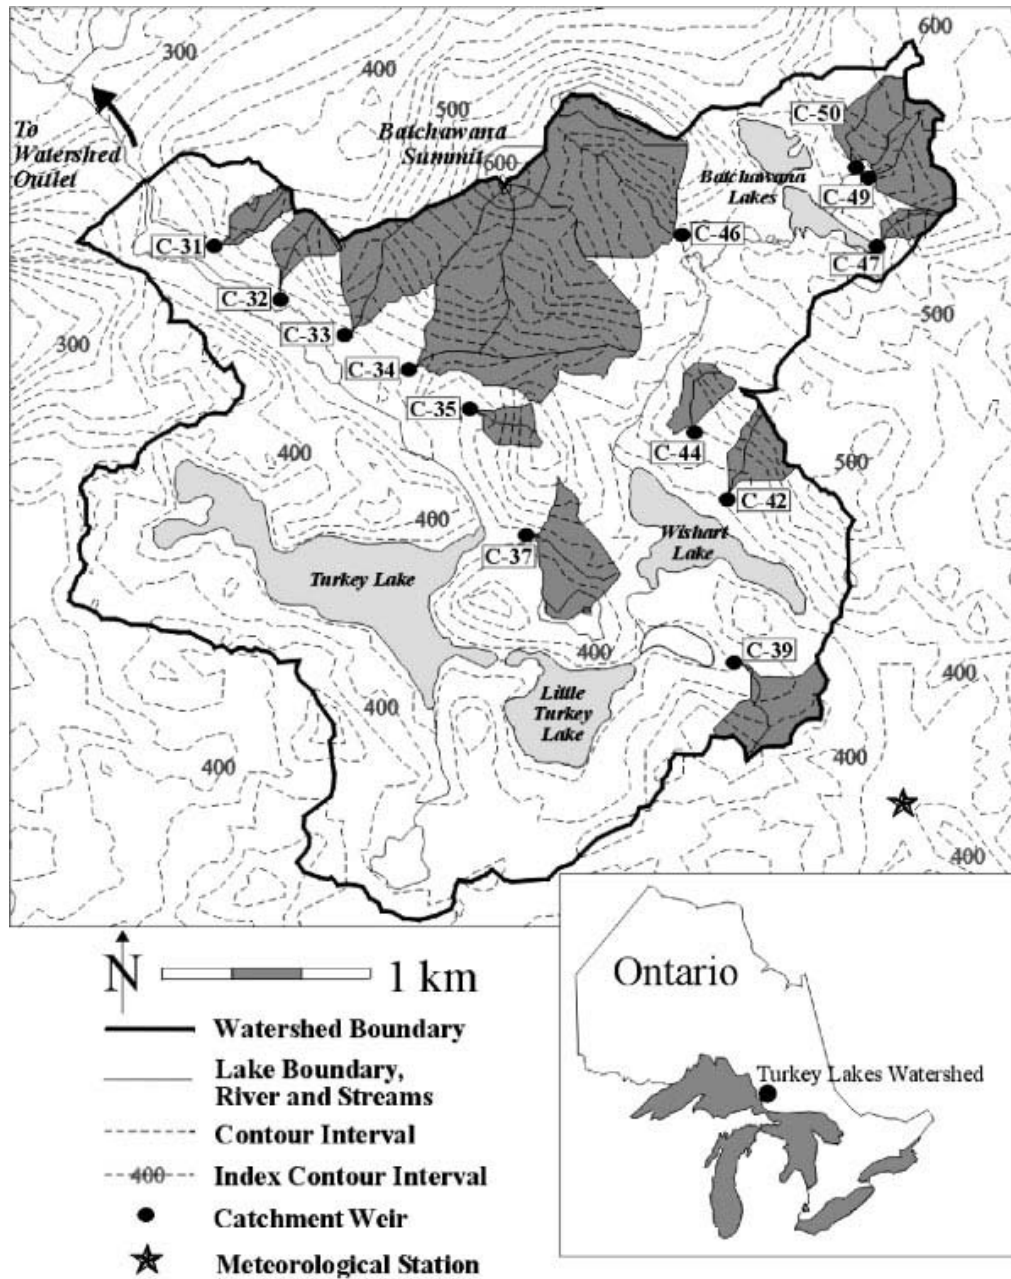 600
300
400
500
C-50
To
Watershed
Outlet
Batchawana
Summit
600
Batchawana
Lakes
C-49
C-31
C-46
C-47
C-32
500
C-33
300
C-34
C-35
C-44
400
500
C-42
400
Wishart
Lake
C-37
Turkey Lake
C-39
400
400
Little
Turkey
Lake
400
400
400
400
N
1 km
Watershed Boundary
Lake Boundary,
River and Streams
Contour Interval
400
Index Contour Interval
Catchment Weir
Meteorological Station
Ontario
Turkey Lakes Watershed